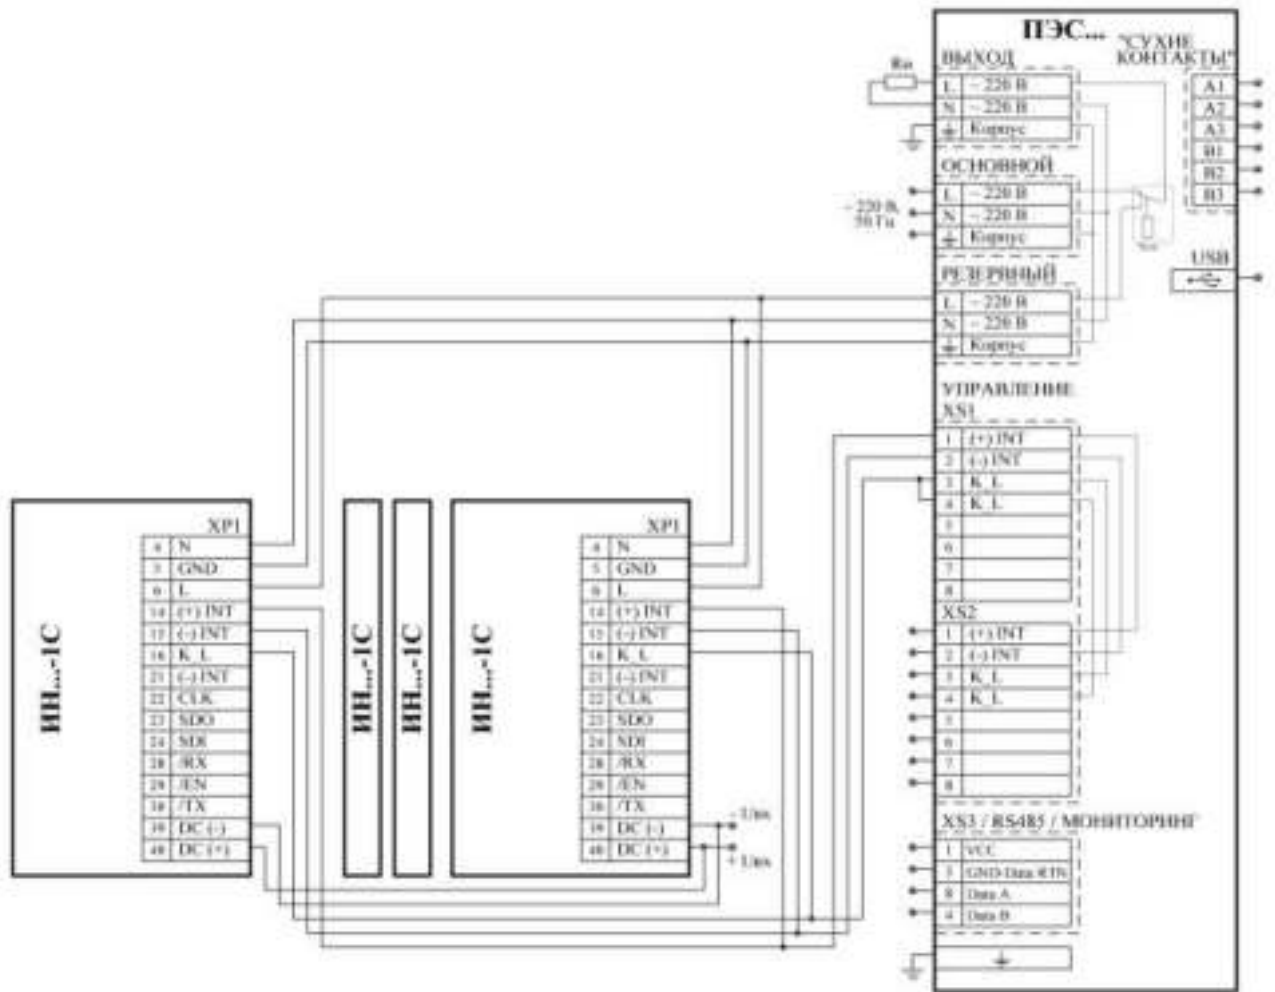 ПЭС...
"СУХИЕ
КОНТАКТЫ"
ВЫХОД
Rн
L ~ 220 В
N ~ 220 В
Корпус
A1
A2
A3
B1
B2
B3
ОСНОВНОЙ
~ 220 В,
50 Гц
L ~ 220 В
N ~ 220 В
Корпус
USB
РЕЗЕРВНЫЙ
L ~ 220 В
N ~ 220 В
Корпус
УПРАВЛЕНИЕ
XS1
1 (+) INT
2 (-) INT
3 K_L
4 K_L
5
6
7
8
XS2
1 (+) INT
2 (-) INT
3 K_L
4 K_L
5
6
7
8
XS3 / RS485 / МОНИТОРИНГ
1 VCC
GND-Data RTN
8 Data A
4 Data B
ИН...-1С
XP1
4 N
5 GND
6 L
14 (+) INT
15 (-) INT
16 K_L
21 (-) INT
22 CLK
23 SDO
24 SDI
28 /RX
29 /EN
30 /TX
39 DC (-)
40 DC (+)
ИН...-1С
ИН...-1С
ИН...-1С
XP1
4 N
5 GND
6 L
14 (+) INT
15 (-) INT
16 K_L
21 (-) INT
22 CLK
23 SDO
24 SDI
28 /RX
29 /EN
30 /TX
39 DC (-)
40 DC (+)
- Uвх
+ Uвх